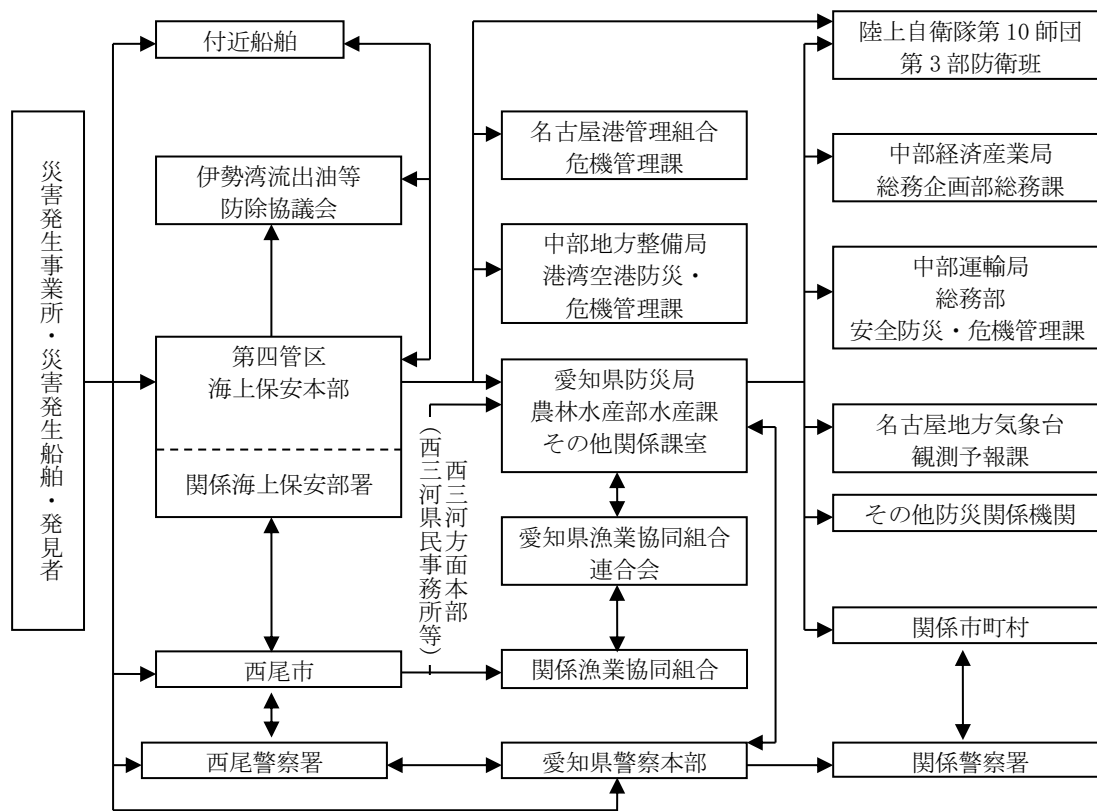 災害発生事業所・災害発生船舶・発見者
付近船舶
伊勢湾流出油等
防除協議会
第四管区
海上保安本部
関係海上保安部署
西尾市
西尾警察署
西三河方面本部
(西三河県民事務所等)
名古屋港管理組合
危機管理課
中部地方整備局
港湾空港防災・
危機管理課
愛知県防災局
農林水産部水産課
その他関係課室
愛知県漁業協同組合
連合会
関係漁業協同組合
愛知県警察本部
陸上自衛隊第10師団
第3部防衛班
中部経済産業局
総務企画部総務課
中部運輸局
総務部
安全防災・危機管理課
名古屋地方気象台
観測予報課
その他防災関係機関
関係市町村
関係警察署